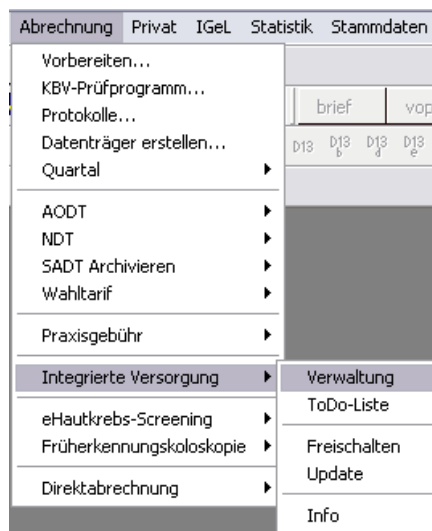 Abrechnung Privat IGeL Statistik Stammdaten
Vorbereiten...
KBV-Prüfprogramm...
Protokolle...
Datenträger erstellen...
Quartal
AODT
NDT
SADT Archivieren
Wahltarif
Praxisgebühr
Integrierte Versorgung
eHautkrebs-Screening
Früherkennungskoloskopie
Direktabrechnung
brief vop
D13 D13 b D13 d D13 e
Verwaltung
ToDo-Liste
Freischalten
Update
Info